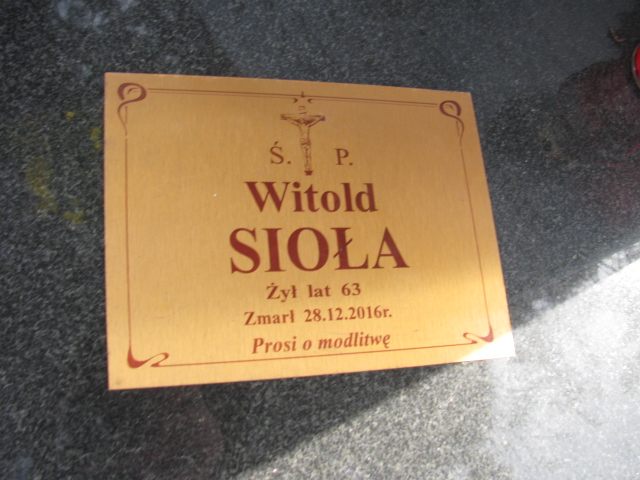 Ś. P.
Witold
SIOŁA
Żył lat 63
Zmarł 28.12.2016r.
Prosi o modlitwę